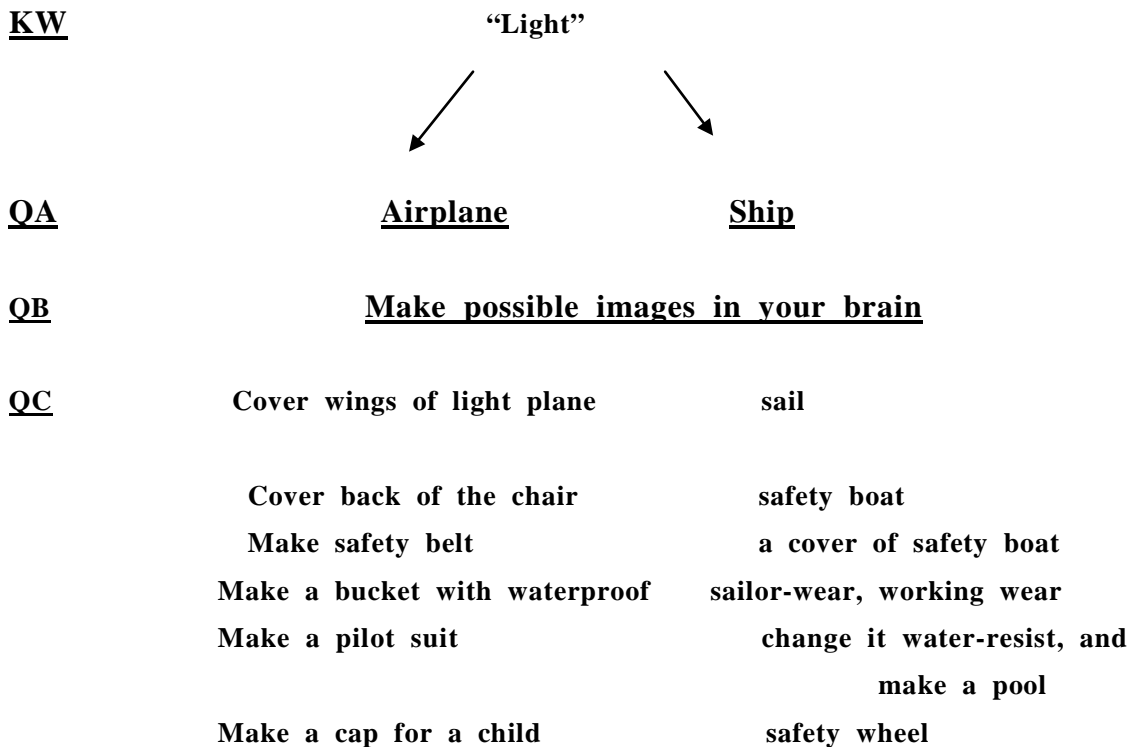 KW “Light”
QA Airplane Ship
QB Make possible images in your brain
QC Cover wings of light plane sail
Cover back of the chair safety boat
Make safety belt a cover of safety boat
Make a bucket with waterproof sailor-wear, working wear
Make a pilot suit change it water-resist, and
make a pool
Make a cap for a child safety wheel